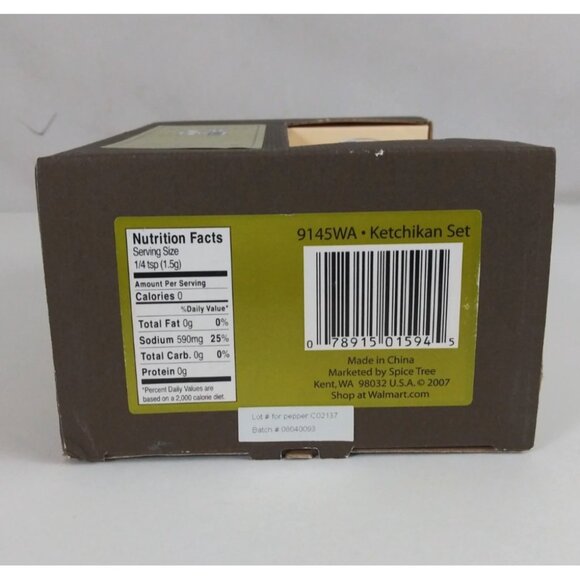 Nutrition Facts
Serving Size
1/4 tsp (1.5g)
Amount Per Serving
Calories 0
%Daily Value*
Total Fat 0g 0%
Sodium 590mg 25%
Total Carb. 0g 0%
Protein 0g
*Percent Daily Values are
based on a 2,000 calorie diet.
9145WA • Ketchikan Set
0 78915 01594 5
Made in China
Marketed by Spice Tree
Kent, WA 98032 U.S.A. © 2007
Shop at Walmart.com
Lot # for pepper:C02137
Batch # 08040093